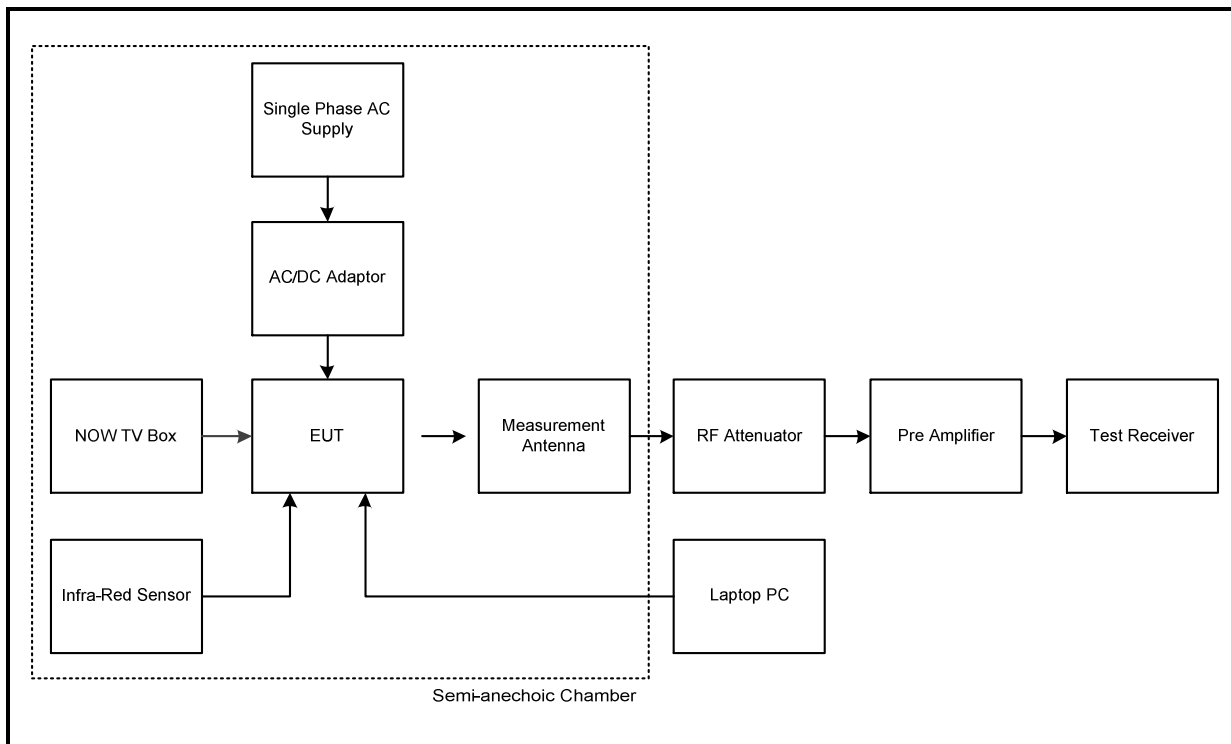 Single Phase AC
Supply
AC/DC Adaptor
NOW TV Box
EUT
Measurement
Antenna
RF Attenuator
Pre Amplifier
Test Receiver
Infra-Red Sensor
Laptop PC
Semi-anechoic Chamber